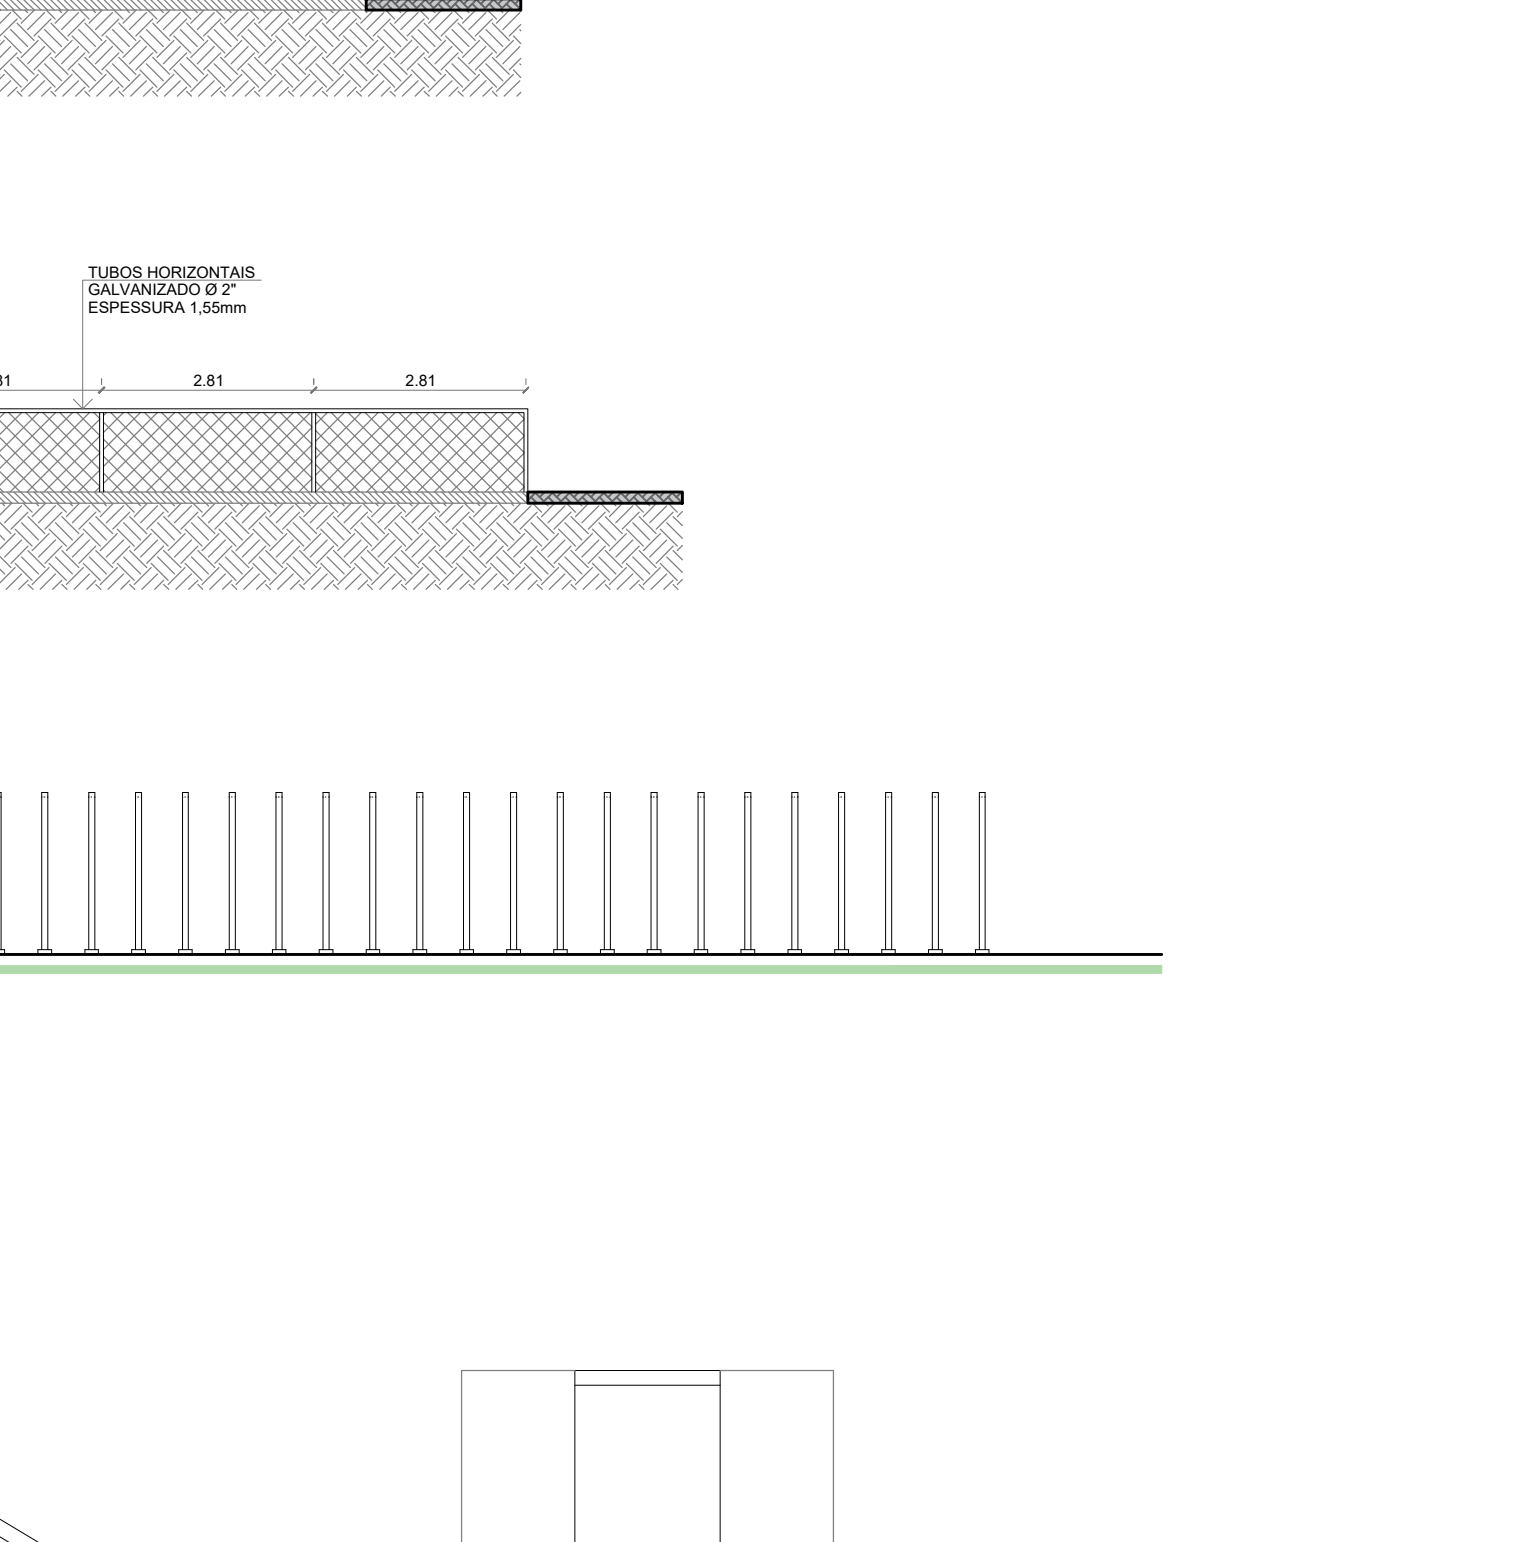 TUBOS HORIZONTAIS
GALVANIZADO Ø 2"
ESPESSURA 1,55mm
2.81
2.81